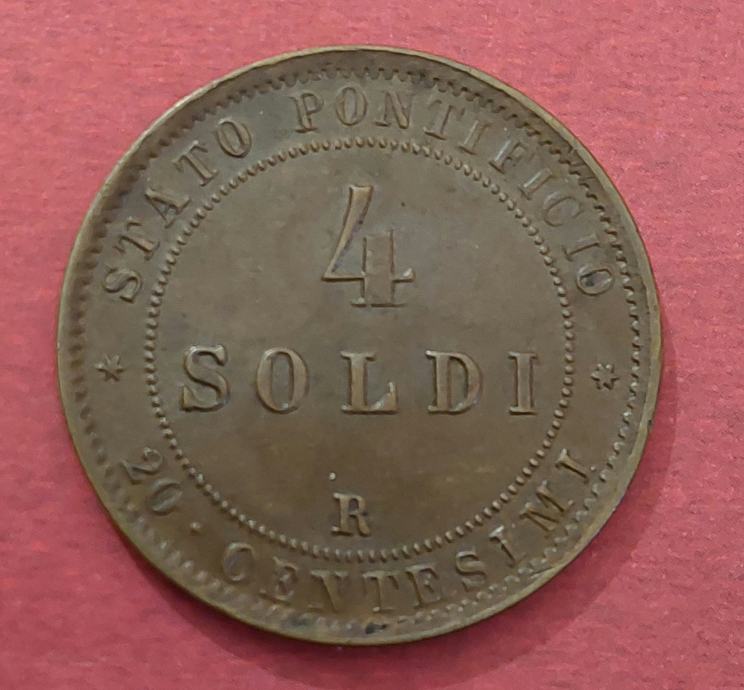 STATO PONTIFICIO
4
SOLDI
R
20 · CENTESIMI